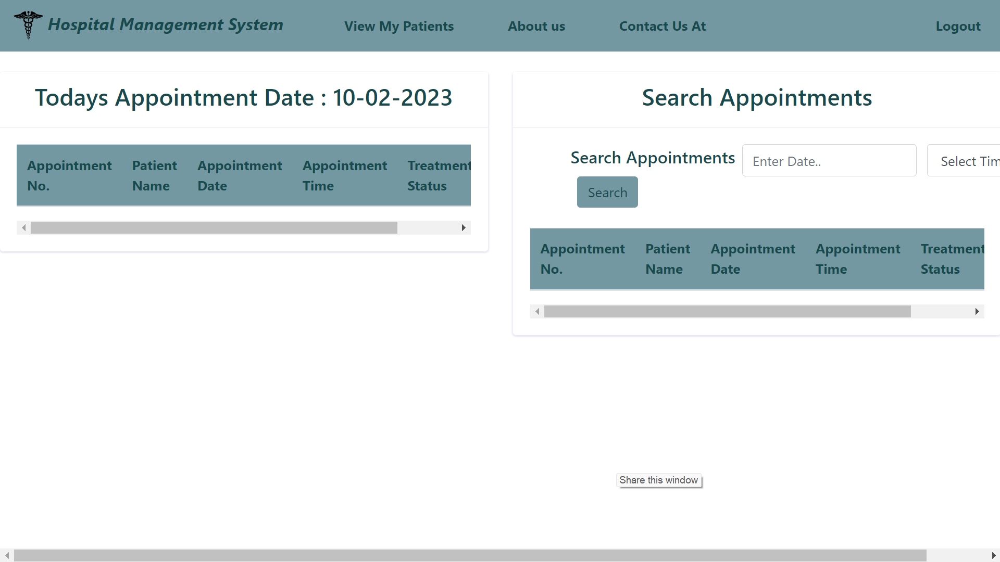 Hospital Management System
View My Patients
About us
Contact Us At
Logout
Todays Appointment Date : 10-02-2023
Appointment No.
Patient Name
Appointment Date
Appointment Time
Treatment Status
Search Appointments
Search Appointments
Enter Date..
Select Tim
Search
Appointment No.
Patient Name
Appointment Date
Appointment Time
Treatment Status
Share this window